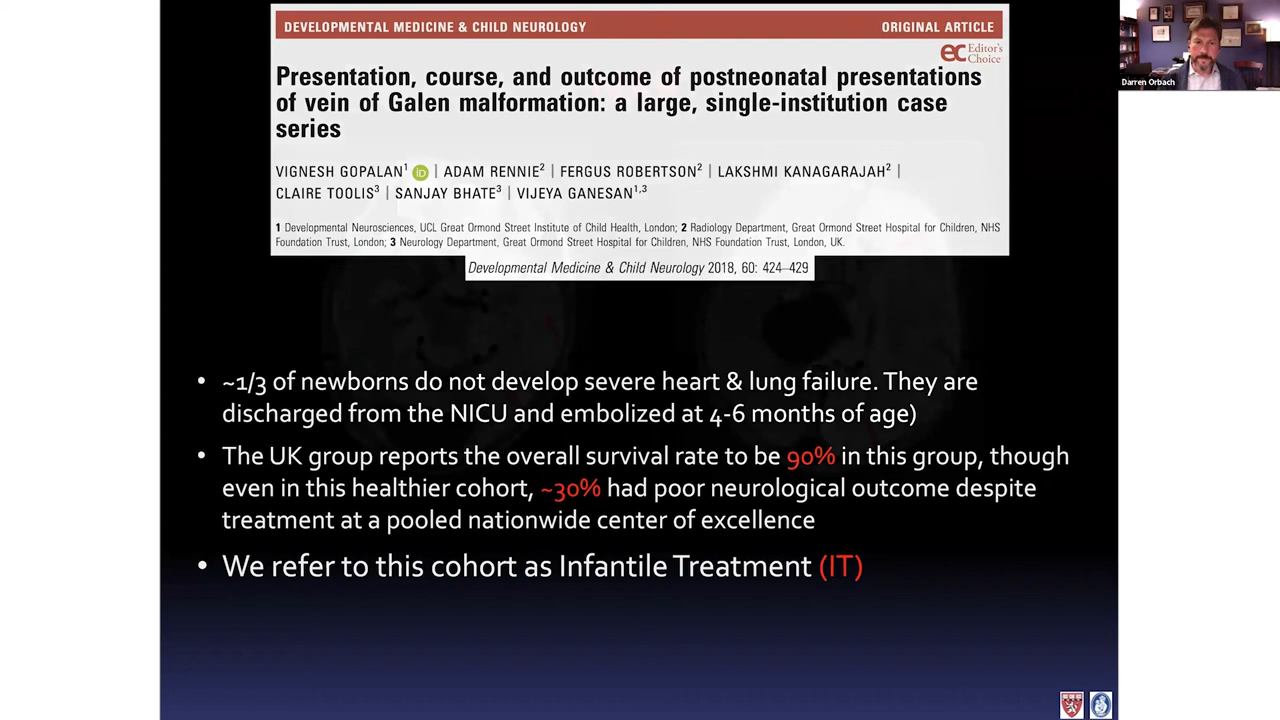 DEVELOPMENTAL MEDICINE & CHILD NEUROLOGY ORIGINAL ARTICLE
ec Editor's
Choice
Presentation, course, and outcome of postneonatal presentations
of vein of Galen malformation: a large, single-institution case
series
VIGNESH GOPALAN1 iD | ADAM RENNIE2 | FERGUS ROBERTSON2 | LAKSHMI KANAGARAJAH2 |
CLAIRE TOOLIS3 | SANJAY BHATE3 | VIJEYA GANESAN1,3
1 Developmental Neurosciences, UCL Great Ormond Street Institute of Child Health, London; 2 Radiology Department, Great Ormond Street Hospital for Children, NHS
Foundation Trust, London; 3 Neurology Department, Great Ormond Street Hospital for Children, NHS Foundation Trust, London, UK.
Developmental Medicine & Child Neurology 2018, 60: 424–429
• ~1/3 of newborns do not develop severe heart & lung failure. They are
discharged from the NICU and embolized at 4-6 months of age)
• The UK group reports the overall survival rate to be 90% in this group, though
even in this healthier cohort, ~30% had poor neurological outcome despite
treatment at a pooled nationwide center of excellence
• We refer to this cohort as Infantile Treatment (IT)
Darren Orbach